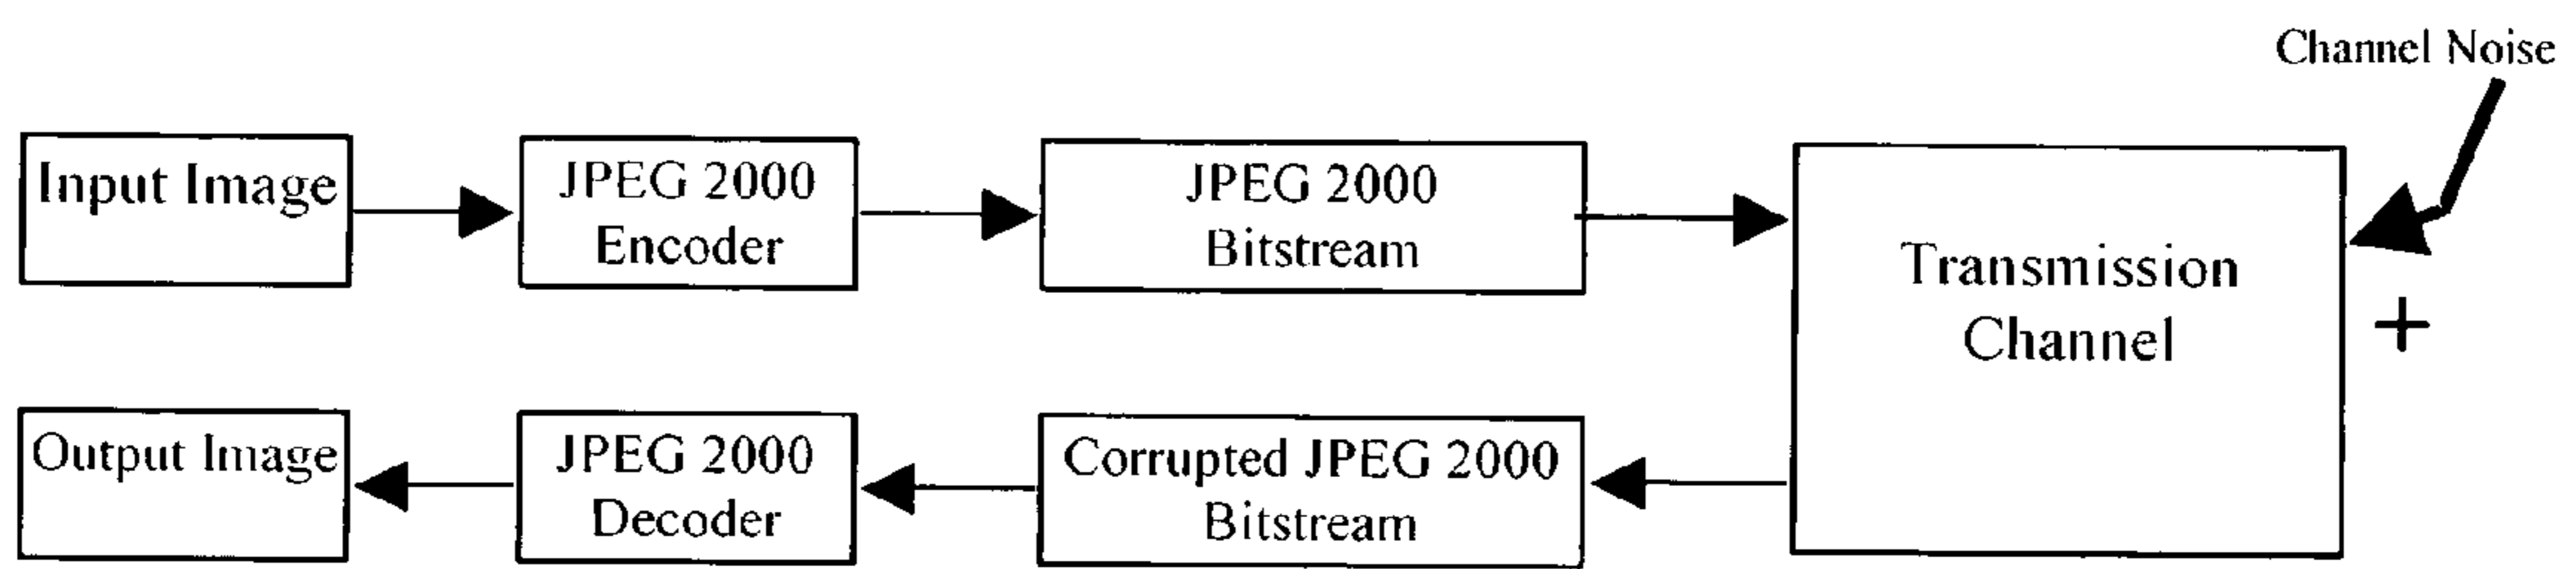 Channel Noise
Input Image
JPEG 2000
Encoder
JPEG 2000
Bitstream
Transmission
Channel
+
Output Image
JPEG 2000
Decoder
Corrupted JPEG 2000
Bitstream